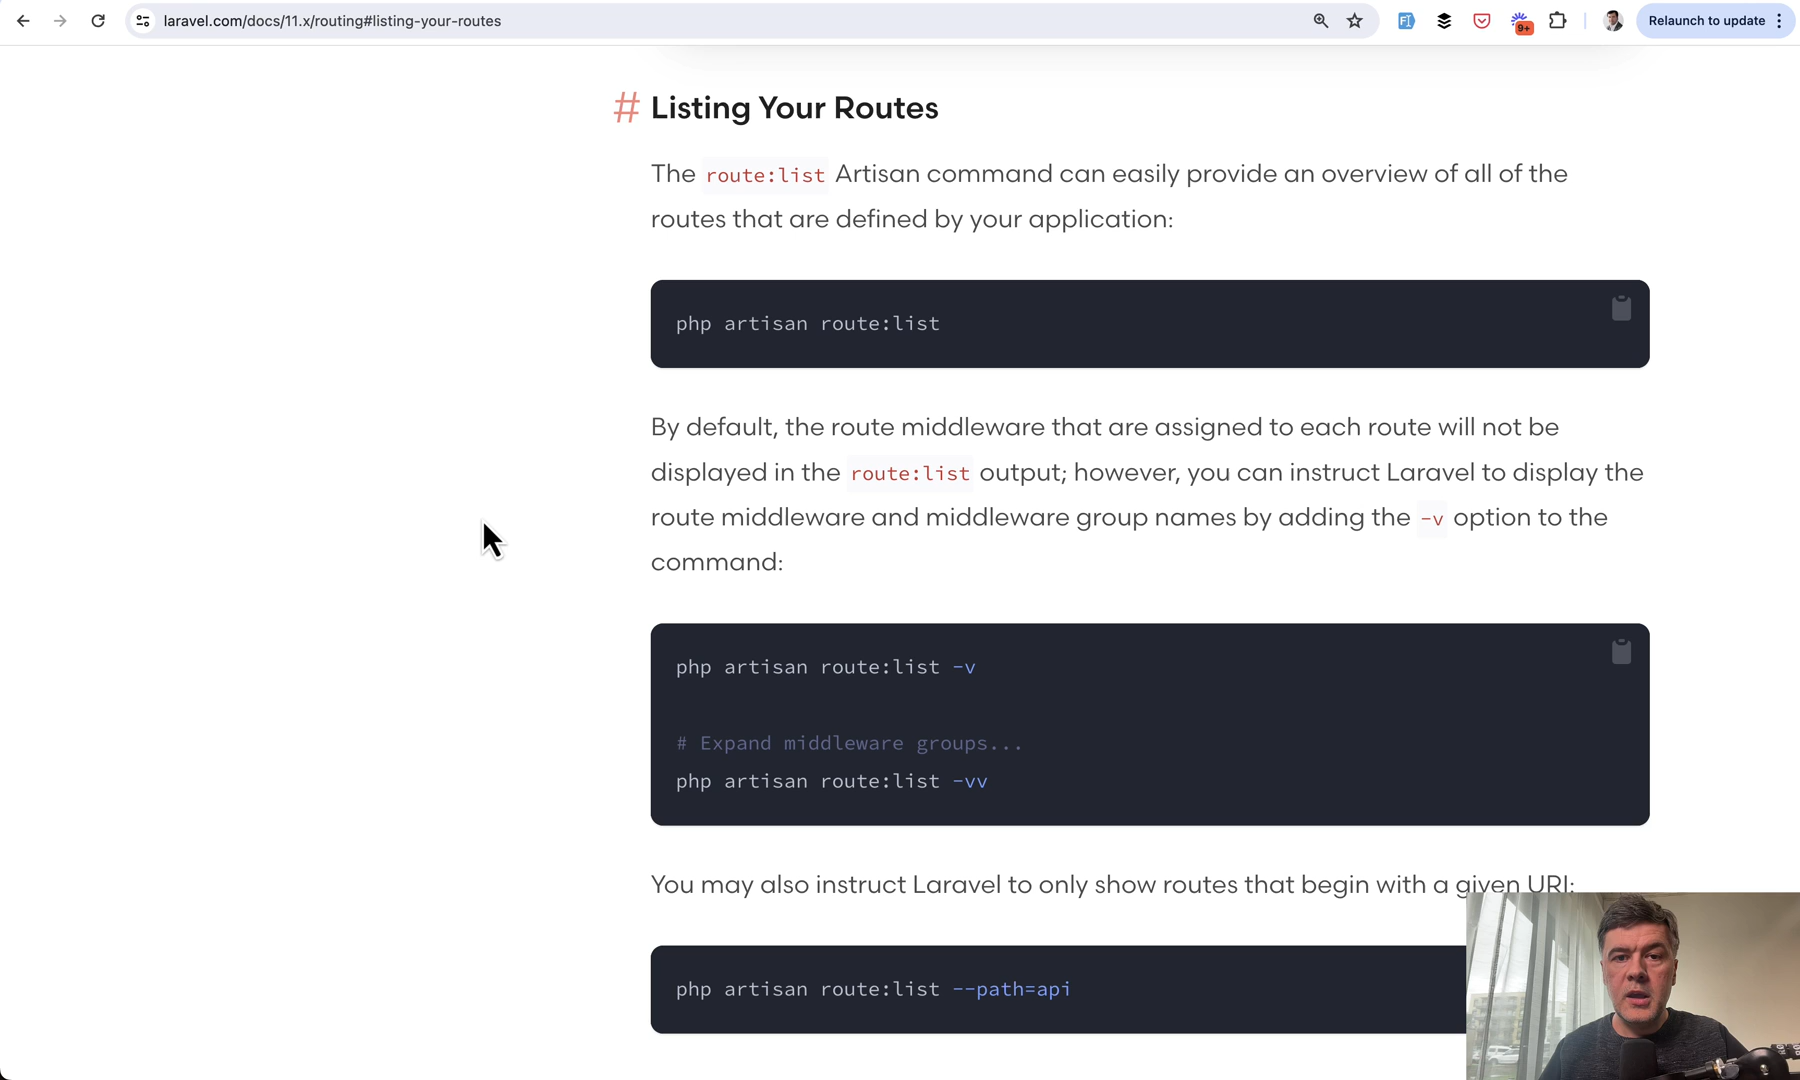 laravel.com/docs/11.x/routing#listing-your-routes
9+
Relaunch to update
# Listing Your Routes
The route:list Artisan command can easily provide an overview of all of the
routes that are defined by your application:
php artisan route:list
By default, the route middleware that are assigned to each route will not be
displayed in the route:list output; however, you can instruct Laravel to display the
route middleware and middleware group names by adding the -v option to the
command:
php artisan route:list -v
# Expand middleware groups...
php artisan route:list -vv
You may also instruct Laravel to only show routes that begin with a given URI:
php artisan route:list --path=api